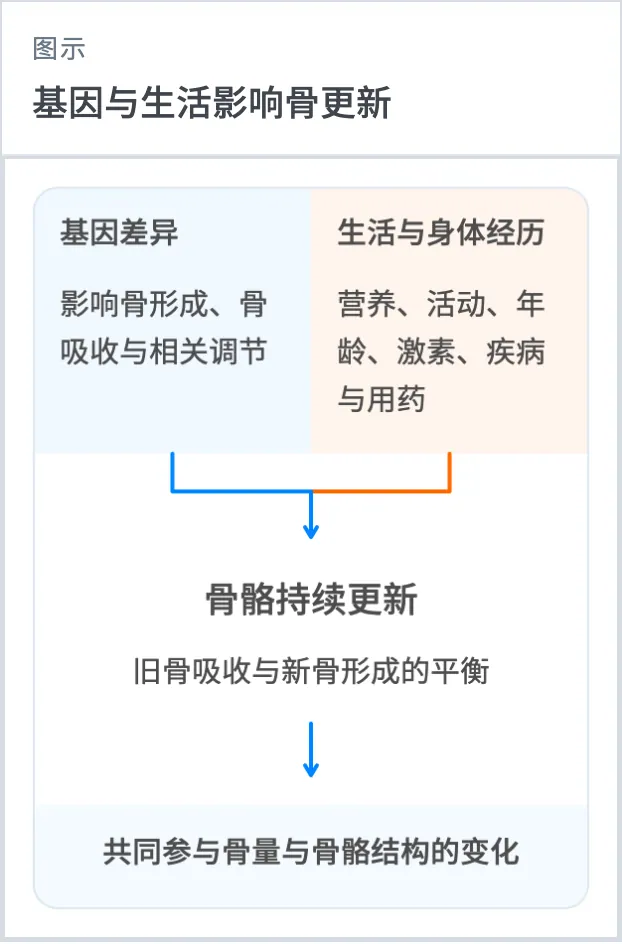 图示
基因与生活影响骨更新
基因差异
影响骨形成、骨
吸收与相关调节
生活与身体经历
营养、活动、年
龄、激素、疾病
与用药
骨骼持续更新
旧骨吸收与新骨形成的平衡
共同参与骨量与骨骼结构的变化